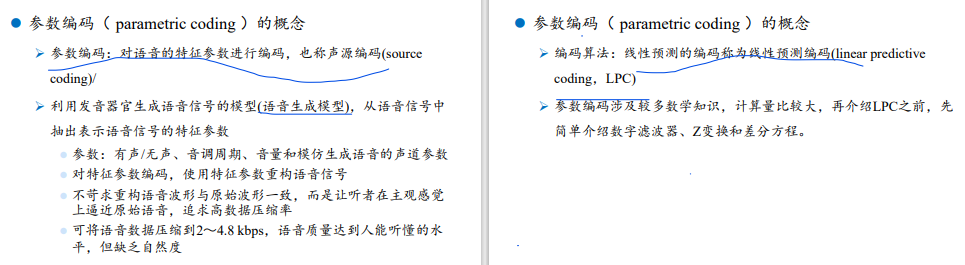 参数编码（ parametric coding ）的概念
参数编码：对语音的特征参数进行编码，也称声源编码(source
coding)/
利用发音器官生成语音信号的模型(语音生成模型)，从语音信号中
抽出表示语音信号的特征参数
参数：有声/无声、音调周期、音量和模仿生成语音的声道参数
对特征参数编码，使用特征参数重构语音信号
不苛求重构语音波形与原始波形一致，而是让听者在主观感觉
上逼近原始语音，追求高数据压缩率
可将语音数据压缩到2～4.8 kbps，语音质量达到人能听懂的水
平，但缺乏自然度
参数编码（ parametric coding ）的概念
编码算法：线性预测的编码称为线性预测编码(linear predictive
coding，LPC)
参数编码涉及较多数学知识，计算量比较大，再介绍LPC之前，先
简单介绍数字滤波器、Z变换和差分方程。